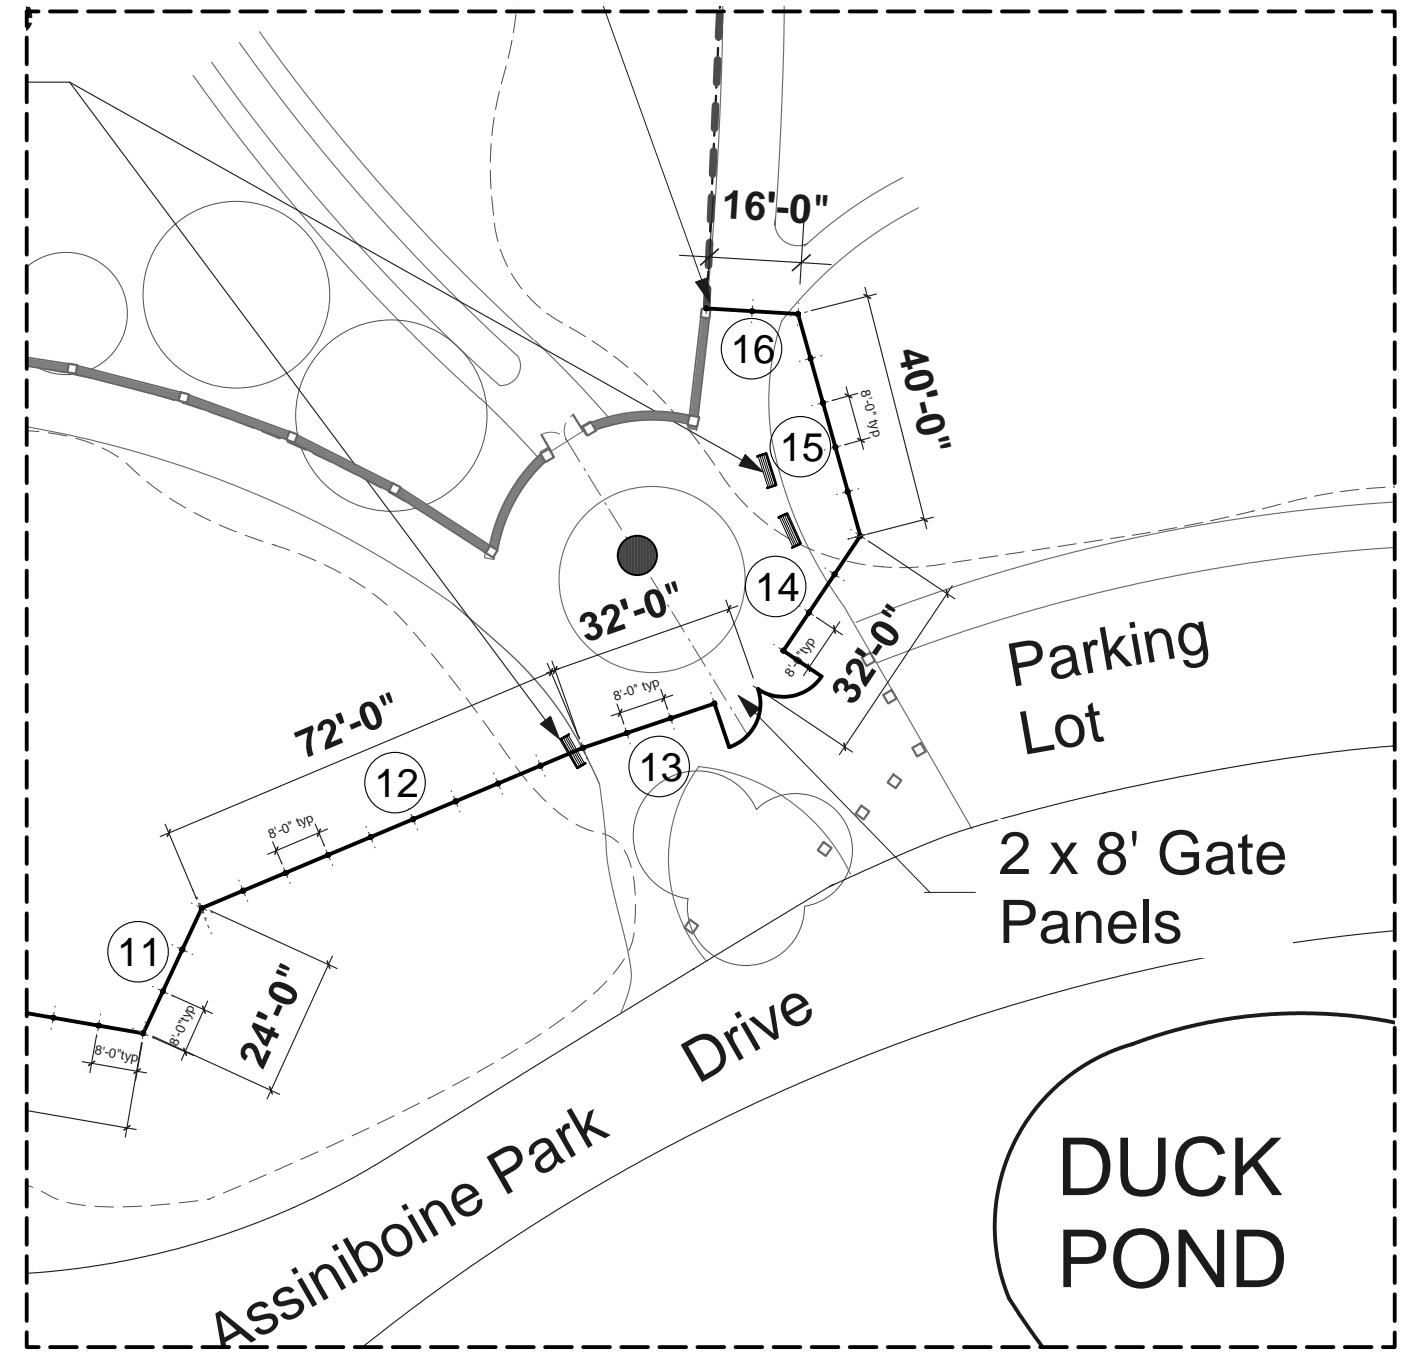 16'-0"
16
40'-0"
8'-0" typ
15
14
32'-0"
8'-0"typ
32'-0"
Parking
Lot
8'-0" typ
72'-0"
13
12
8'-0" typ
2 x 8' Gate
Panels
11
24'-0"
8'-0"typ
8'-0"typ
Assiniboine Park Drive
DUCK
POND